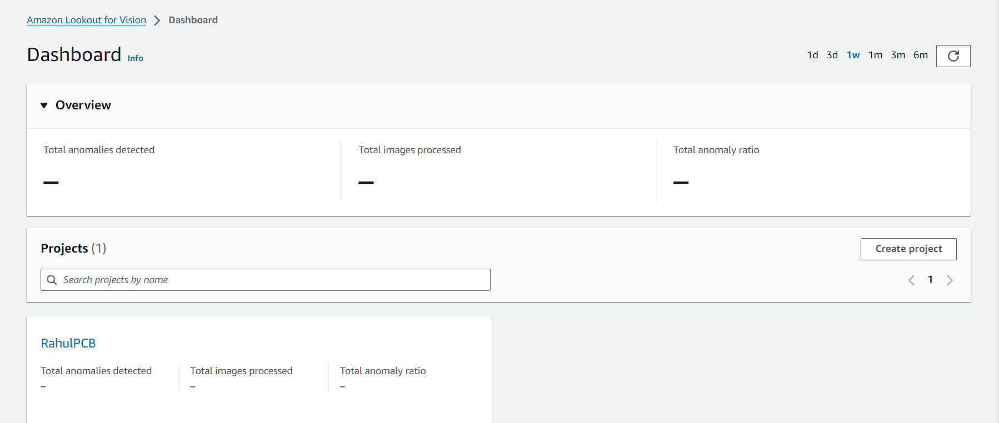 Amazon Lookout for Vision > Dashboard
Dashboard Info
1d 3d 1w 1m 3m 6m
Overview
Total anomalies detected Total images processed Total anomaly ratio
— — —
Projects (1) Create project
Search projects by name 1
RahulPCB
Total anomalies detected Total images processed Total anomaly ratio
– – –